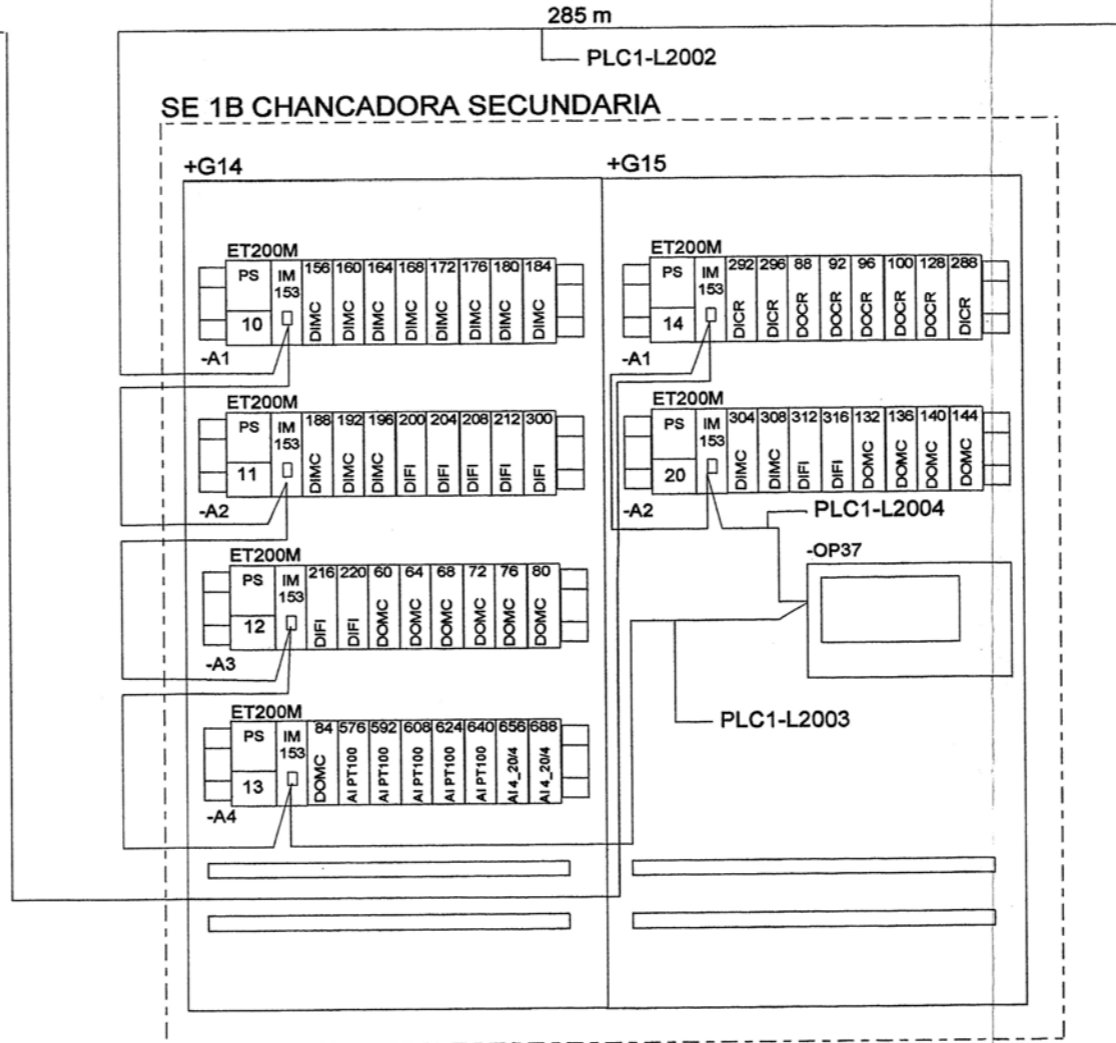 285 m
PLC1-L2002
SE 1B CHANCADORA SECUNDARIA
+G14
+G15
ET200M
PS IM 153 156 160 164 168 172 176 180 184
10 DIMC DIMC DIMC DIMC DIMC DIMC DIMC DIMC
-A1
ET200M
PS IM 153 292 296 88 92 96 100 128 288
14 DICR DICR DOCR DOCR DOCR DOCR DOCR DICR
-A1
ET200M
PS IM 153 188 192 196 200 204 208 212 300
11 DIMC DIMC DIMC DIFI DIFI DIFI DIFI DIFI
-A2
ET200M
PS IM 153 304 308 312 316 132 136 140 144
20 DIMC DIMC DIFI DIFI DOMC DOMC DOMC DOMC
-A2
PLC1-L2004
-OP37
ET200M
PS IM 153 216 220 60 64 68 72 76 80
12 DIFI DIFI DOMC DOMC DOMC DOMC DOMC DOMC
-A3
PLC1-L2003
ET200M
PS IM 153 84 576 592 608 624 640 656 688
13 DOMC AI PT100 AI PT100 AI PT100 AI PT100 AI PT100 AI 4_20/4 AI 4_20/4
-A4